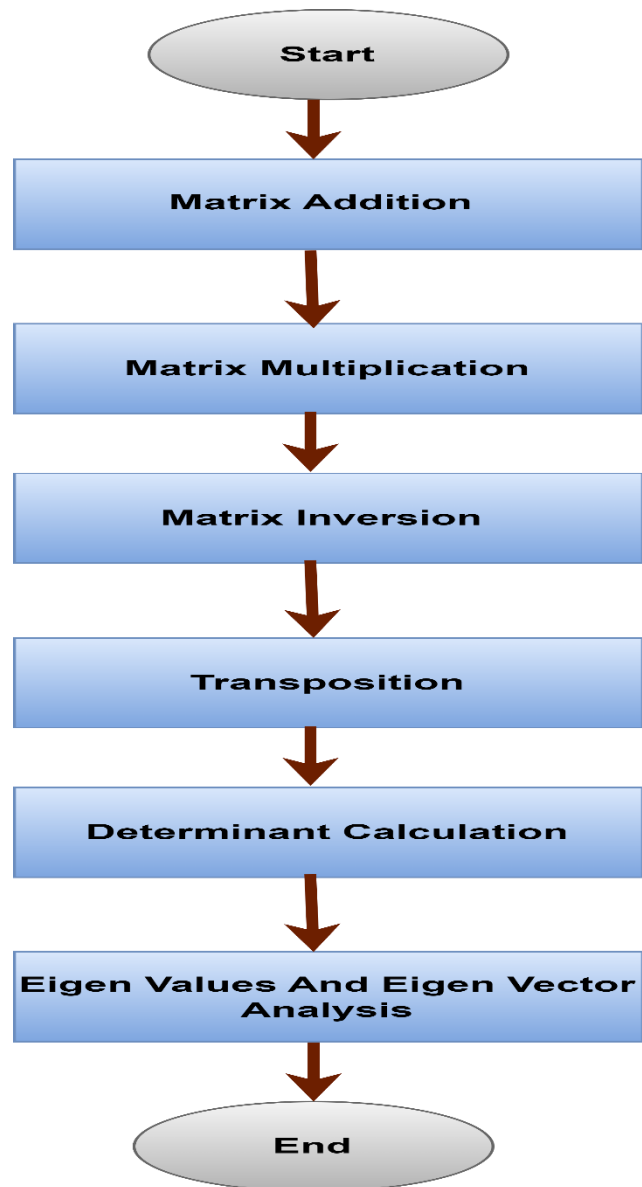 Start
Matrix Addition
Matrix Multiplication
Matrix Inversion
Transposition
Determinant Calculation
Eigen Values And Eigen Vector
Analysis
End